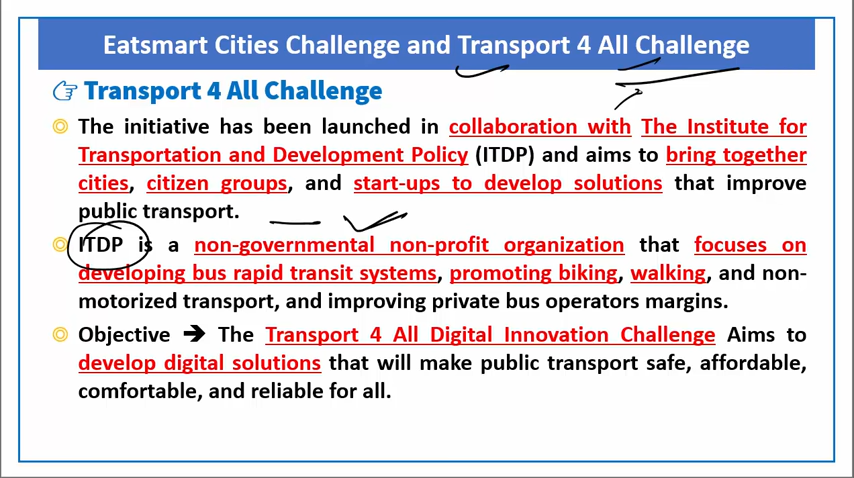 Eatsmart Cities Challenge and Transport 4 All Challenge
Transport 4 All Challenge
The initiative has been launched in collaboration with The Institute for
Transportation and Development Policy (ITDP) and aims to bring together
cities, citizen groups, and start-ups to develop solutions that improve
public transport.
ITDP is a non-governmental non-profit organization that focuses on
developing bus rapid transit systems, promoting biking, walking, and non-
motorized transport, and improving private bus operators margins.
Objective ➔ The Transport 4 All Digital Innovation Challenge Aims to
develop digital solutions that will make public transport safe, affordable,
comfortable, and reliable for all.